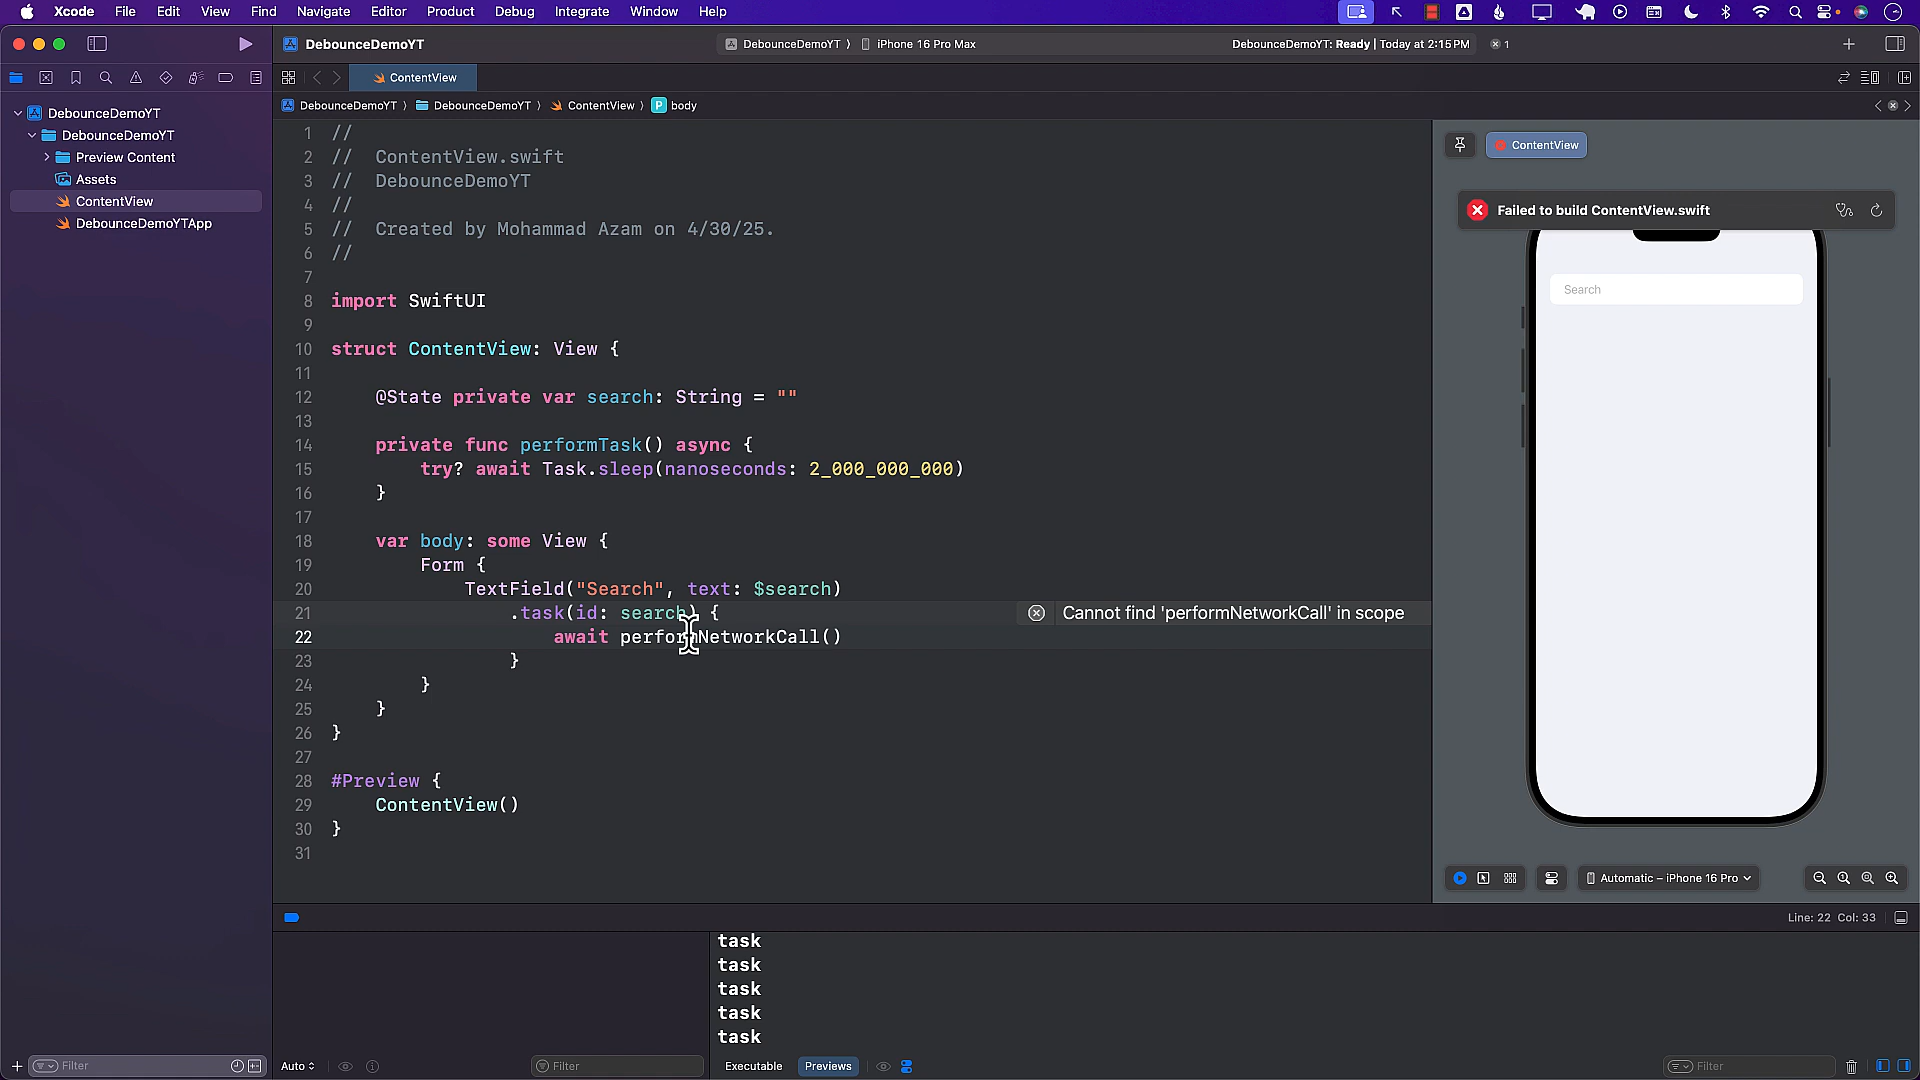 Xcode File Edit View Find Navigate Editor Product Debug Integrate Window Help
DebounceDemoYT
DebounceDemoYT ⟩ iPhone 16 Pro Max
DebounceDemoYT: Ready | Today at 2:15 PM
1
ContentView
DebounceDemoYT ⟩ DebounceDemoYT ⟩ ContentView ⟩ P body
DebounceDemoYT
DebounceDemoYT
Preview Content
Assets
ContentView
DebounceDemoYTApp
1 //
2 //  ContentView.swift
3 //  DebounceDemoYT
4 //
5 //  Created by Mohammad Azam on 4/30/25.
6 //
7
8 import SwiftUI
9
10 struct ContentView: View {
11
12     @State private var search: String = ""
13
14     private func performTask() async {
15         try? await Task.sleep(nanoseconds: 2_000_000_000)
16     }
17
18     var body: some View {
19         Form {
20             TextField("Search", text: $search)
21                 .task(id: search) {
Cannot find 'performNetworkCall' in scope
22                     await performNetworkCall()
23                 }
24         }
25     }
26 }
27
28 #Preview {
29     ContentView()
30 }
31
ContentView
Failed to build ContentView.swift
Search
Automatic – iPhone 16 Pro
Line: 22 Col: 33
task
task
task
task
task
Filter
Auto
Filter
Executable Previews
Filter